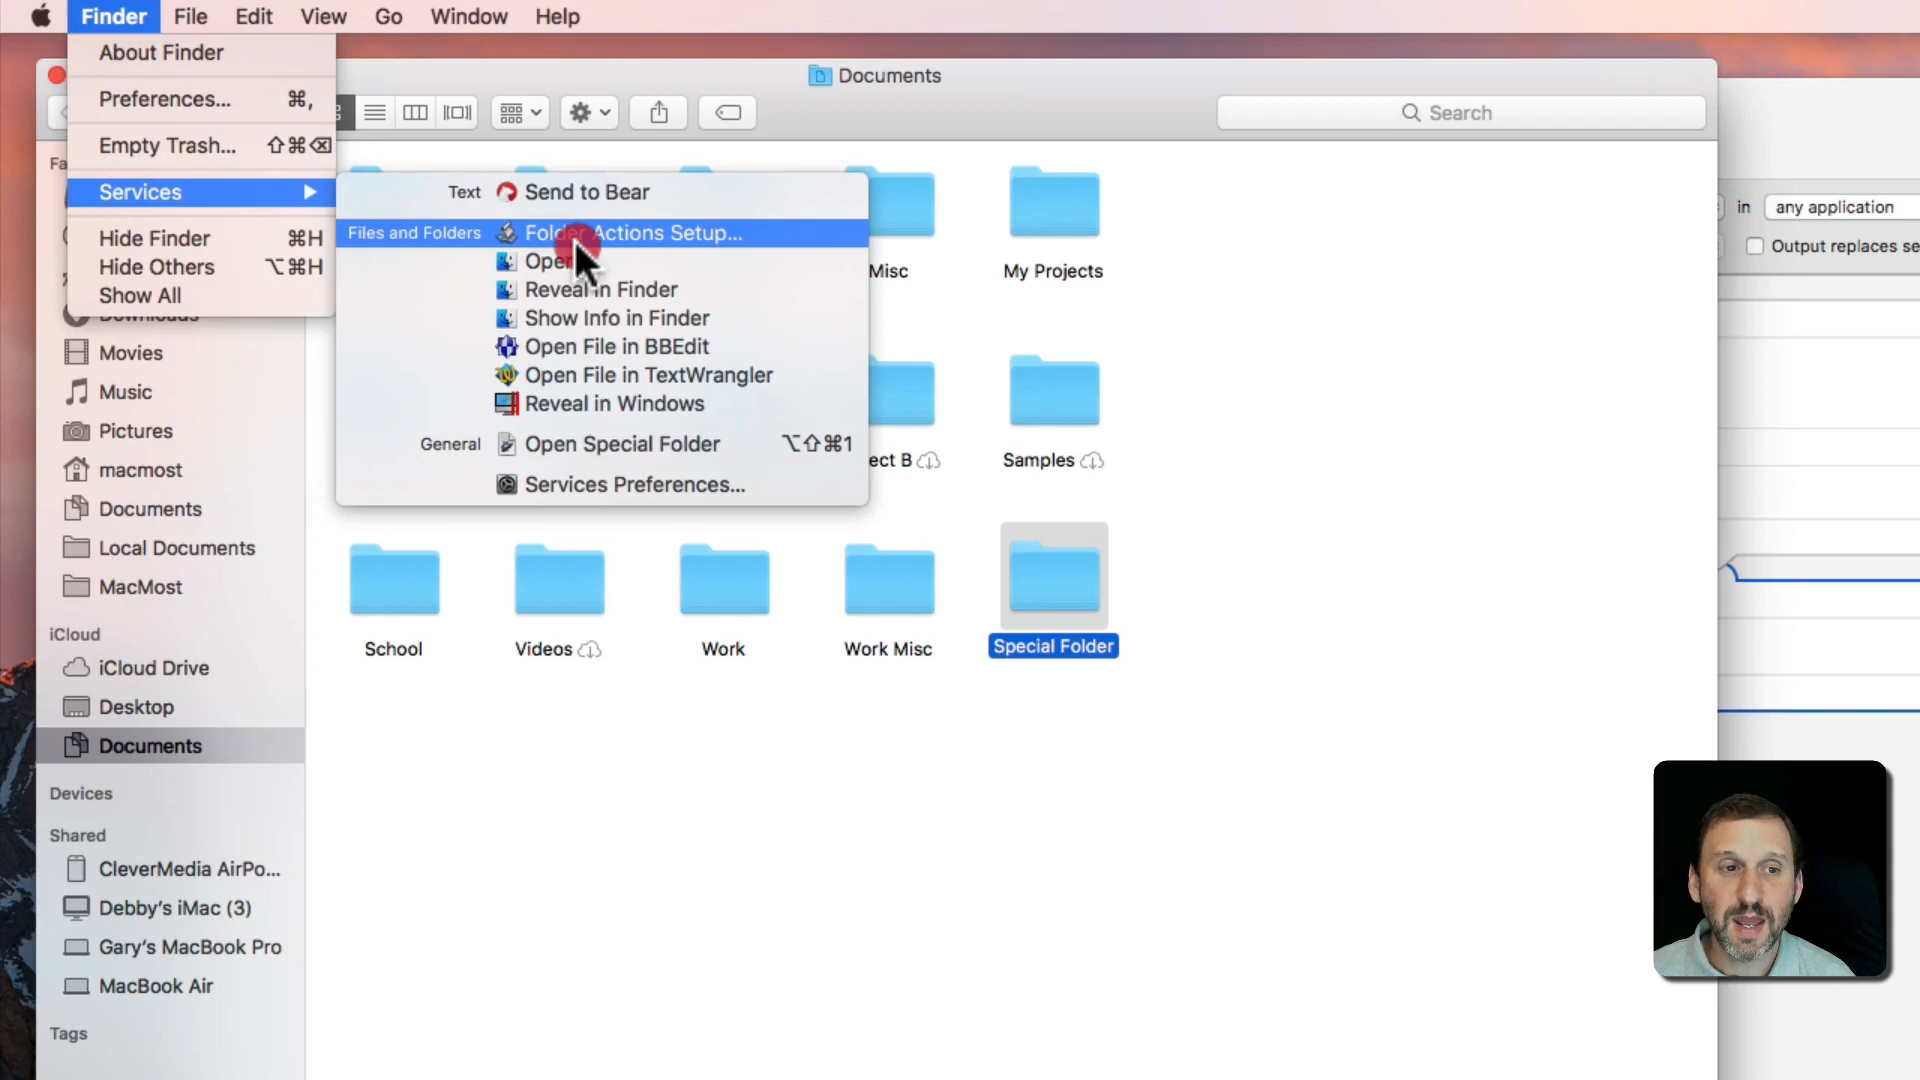 Finder File Edit View Go Window Help
About Finder
Preferences... ⌘,
Empty Trash... ⇧⌘⌫
Services ▶
Hide Finder ⌘H
Hide Others ⌥⌘H
Show All
Text Send to Bear
Files and Folders Folder Actions Setup...
Open
Reveal in Finder
Show Info in Finder
Open File in BBEdit
Open File in TextWrangler
Reveal in Windows
General Open Special Folder ⌥⇧⌘1
Services Preferences...
Documents
Search
Fa
Downloads
Movies
Music
Pictures
macmost
Documents
Local Documents
MacMost
iCloud
iCloud Drive
Desktop
Documents
Devices
Shared
CleverMedia AirPo...
Debby's iMac (3)
Gary's MacBook Pro
MacBook Air
Tags
Misc
My Projects
ect B
Samples
School
Videos
Work
Work Misc
Special Folder
in any application
Output replaces se